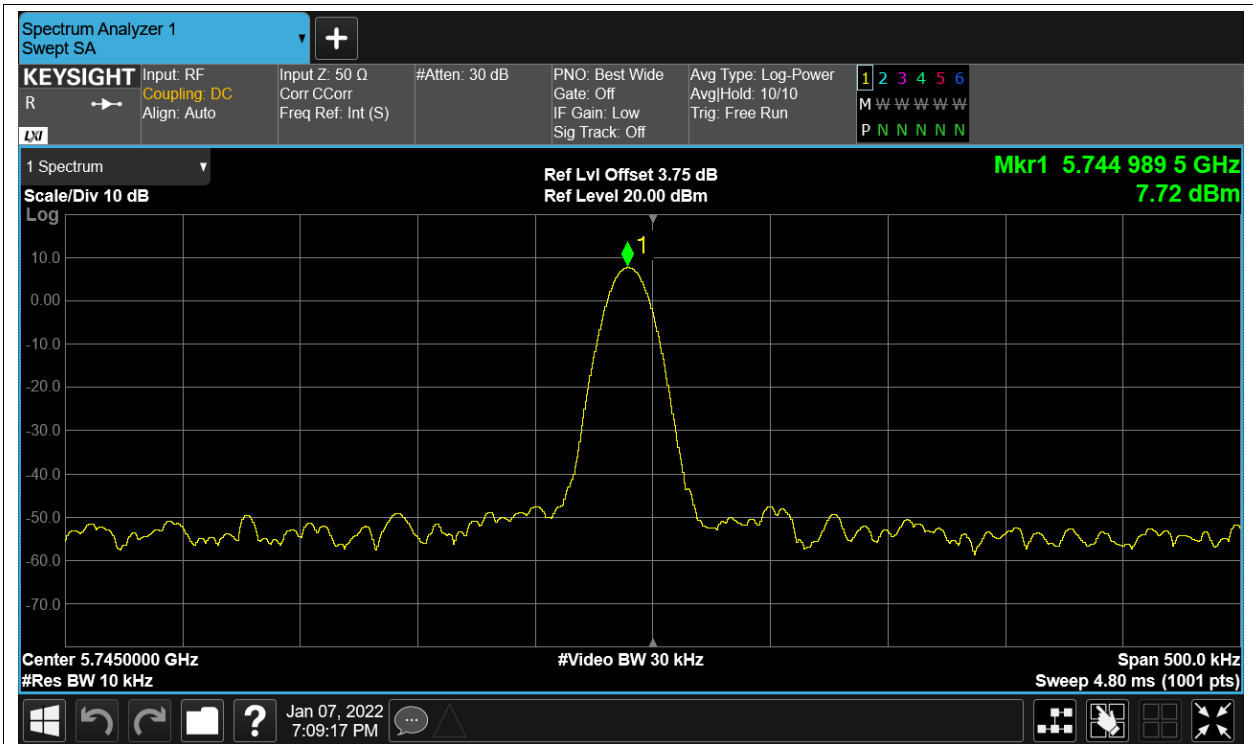 Spectrum Analyzer 1
Swept SA
KEYSIGHT
R
LXI
Input: RF
Coupling: DC
Align: Auto
Input Z: 50 Ω
Corr CCorr
Freq Ref: Int (S)
#Atten: 30 dB
PNO: Best Wide
Gate: Off
IF Gain: Low
Sig Track: Off
Avg Type: Log-Power
Avg|Hold: 10/10
Trig: Free Run
1 2 3 4 5 6
M W W W W W
P N N N N N
1 Spectrum
Scale/Div 10 dB
Log
Ref Lvl Offset 3.75 dB
Ref Level 20.00 dBm
Mkr1 5.744 989 5 GHz
7.72 dBm
1
10.0
0.00
-10.0
-20.0
-30.0
-40.0
-50.0
-60.0
-70.0
Center 5.7450000 GHz
#Res BW 10 kHz
#Video BW 30 kHz
Span 500.0 kHz
Sweep 4.80 ms (1001 pts)
?
Jan 07, 2022
7:09:17 PM